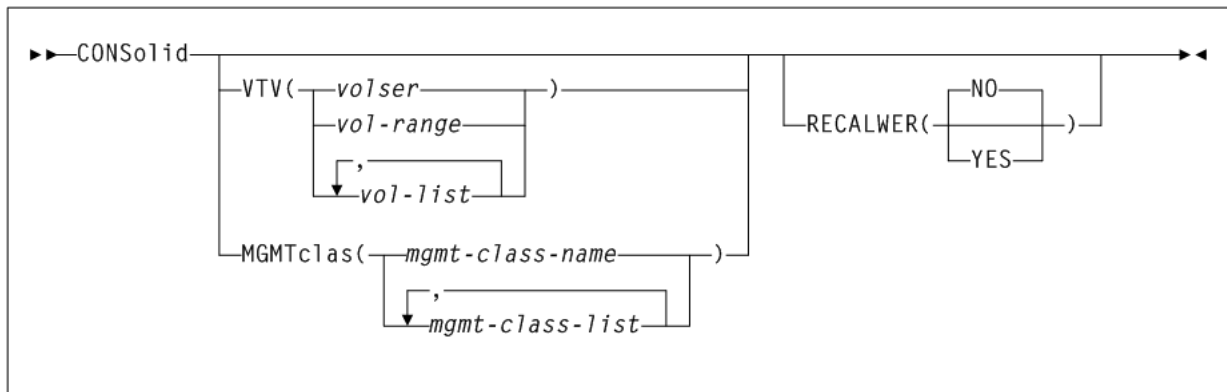 CONSolid
VTV( volser )
vol-range
,
vol-list
MGMTclas( mgmt-class-name )
,
mgmt-class-list
NO
RECALWER( )
YES